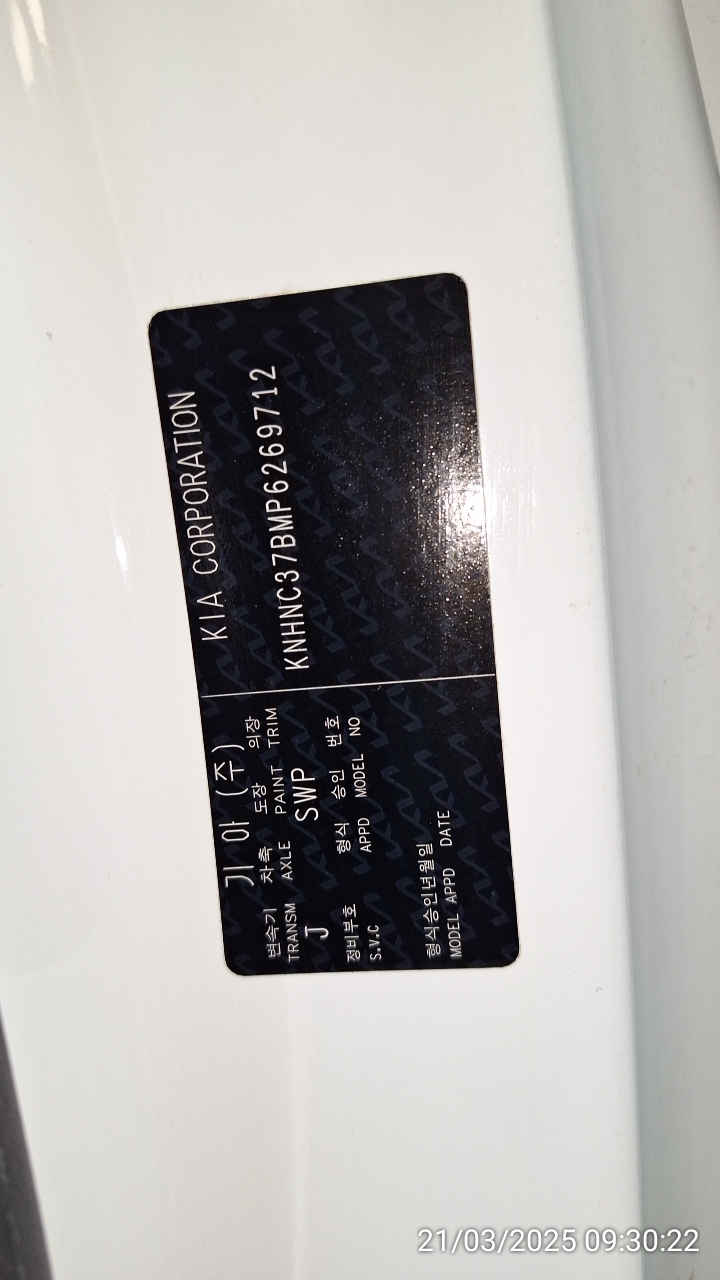 기 아 (주)
KIA CORPORATION
변속기 차축 도장 의장
TRANSM AXLE PAINT TRIM
J SWP
KNHNC37BMP6269712
정비부호 형식 승인 번호
S.V.C APPD MODEL NO
형식승인년월일
MODEL APPD DATE
21/03/2025 09:30:22